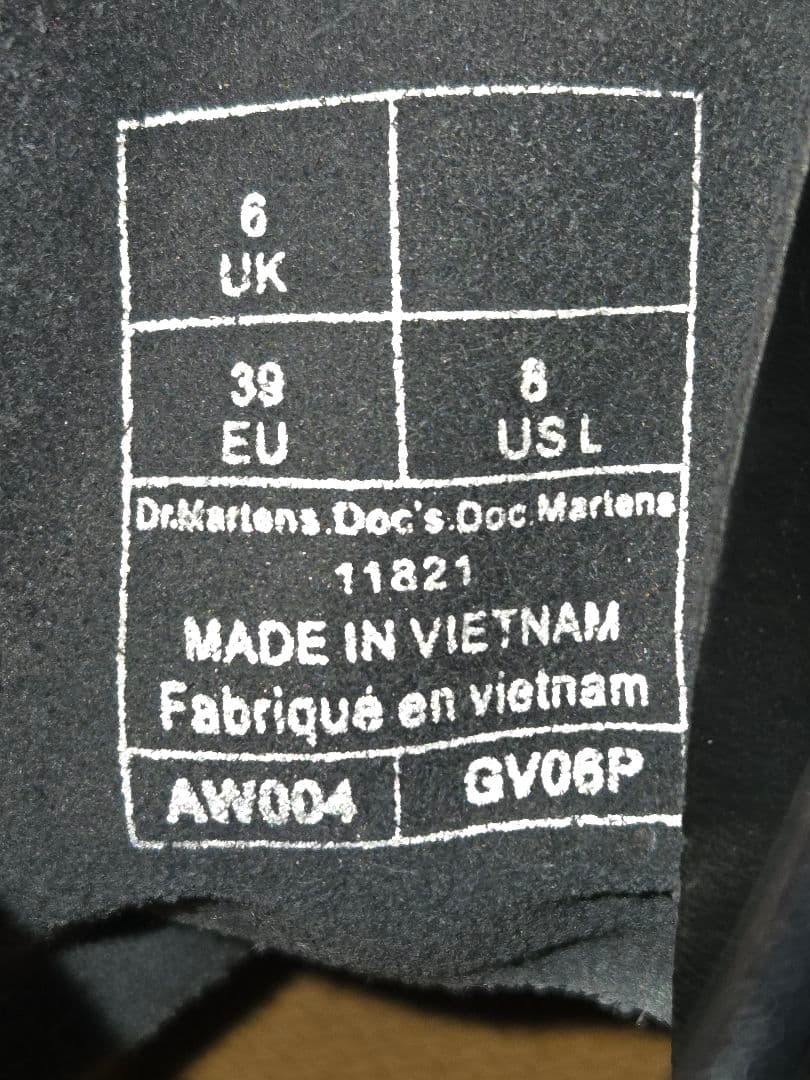 6
UK
39
EU
8
US L
Dr.Martens.Doc's.Doc.Martens
11821
MADE IN VIETNAM
Fabriqué en vietnam
AW004
GV06P